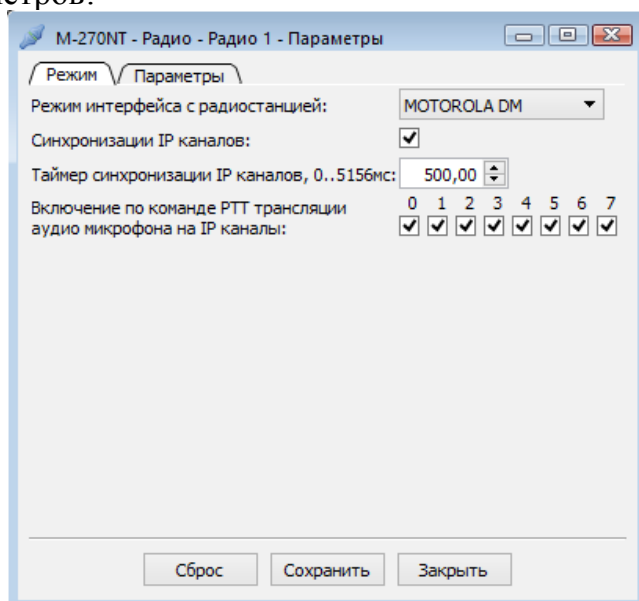 етров.
M-270NT - Радио - Радио 1 - Параметры
Режим Параметры
Режим интерфейса с радиостанцией: MOTOROLA DM
Синхронизации IP каналов:
Таймер синхронизации IP каналов, 0..5156мс: 500,00
Включение по команде PTT трансляции 0 1 2 3 4 5 6 7
аудио микрофона на IP каналы:
Сброс Сохранить Закрыть